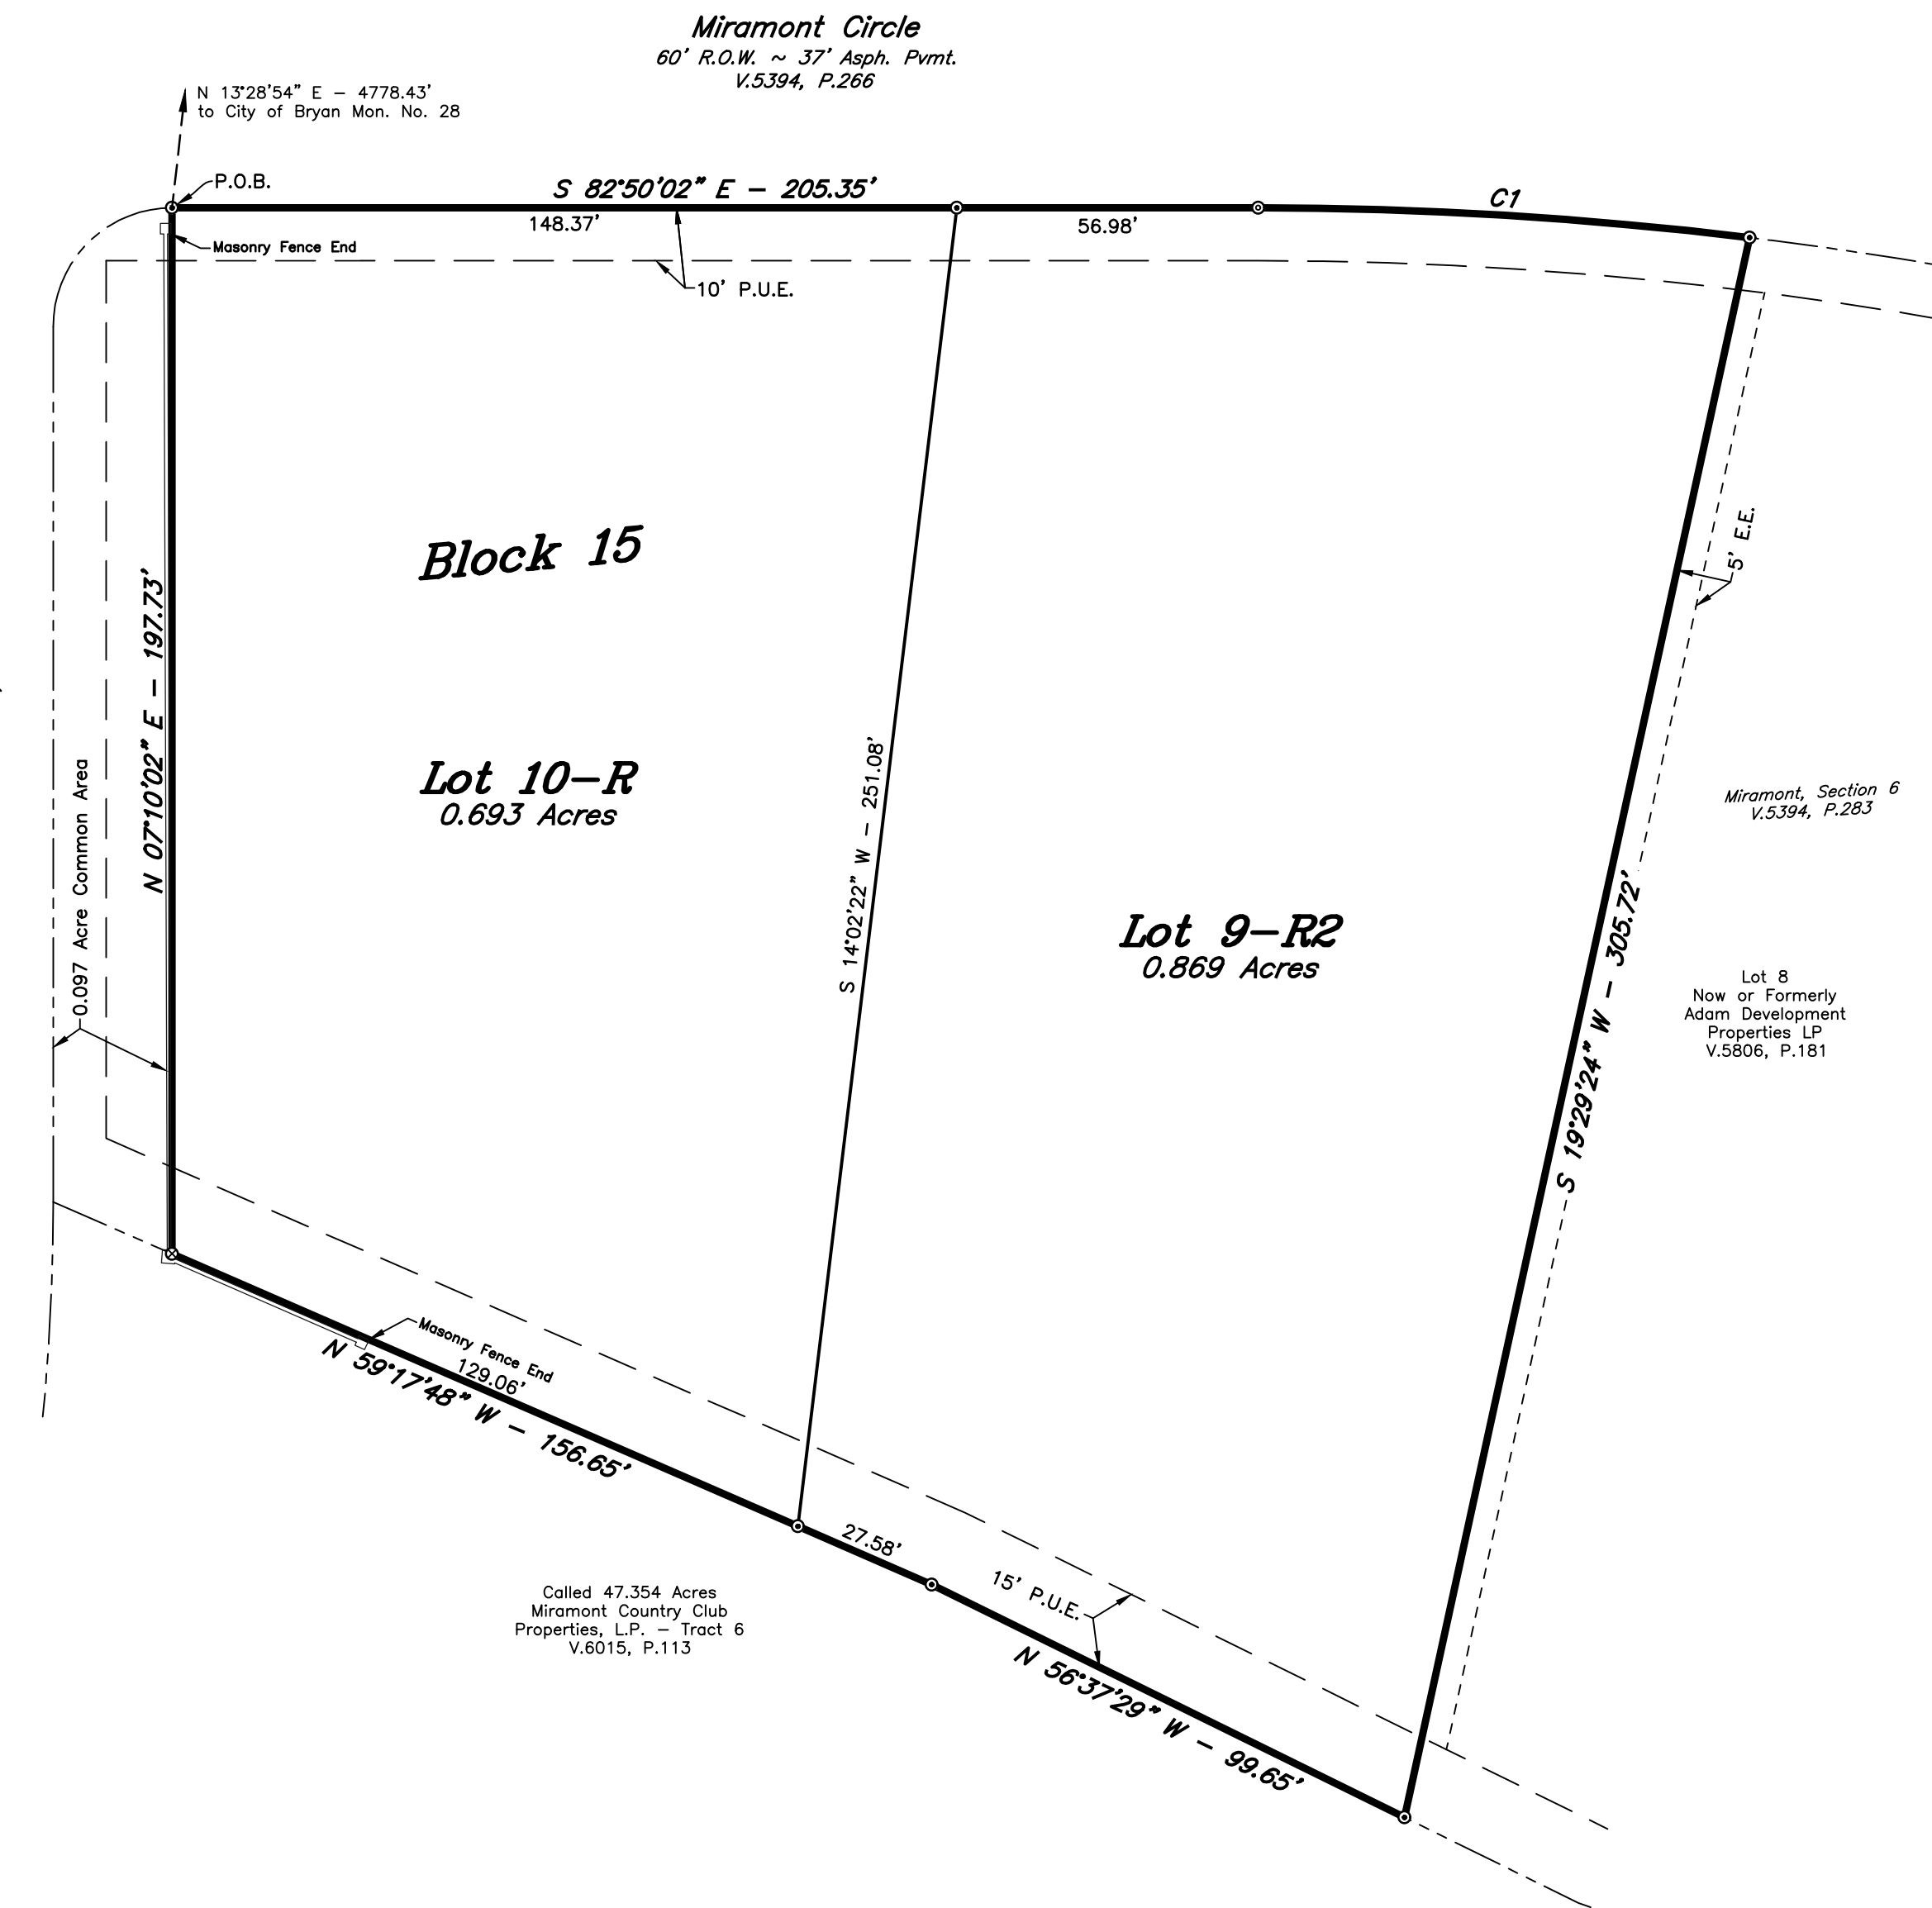 Miramont Circle
60' R.O.W. ~ 37' Asph. Pvmt.
V.5394, P.266
N 13°28'54" E - 4778.43'
to City of Bryan Mon. No. 28
P.O.B.
S 82°50'02" E - 205.35'
C1
148.37'
56.98'
Masonry Fence End
10' P.U.E.
Block 15
5' E.E.
N 07°10'02" E - 197.73'
Lot 10-R
0.693 Acres
S 14°02'22" W - 251.08'
Miramont, Section 6
V.5394, P.283
0.097 Acre Common Area
Lot 9-R2
0.869 Acres
S 19°29'24" W - 305.72'
Lot 8
Now or Formerly
Adam Development
Properties LP
V.5806, P.181
Masonry Fence End
129.06'
N 59°17'48" W - 156.65'
27.58'
15' P.U.E.
Called 47.354 Acres
Miramont Country Club
Properties, L.P. - Tract 6
V.6015, P.113
N 56°37'29" W - 99.65'